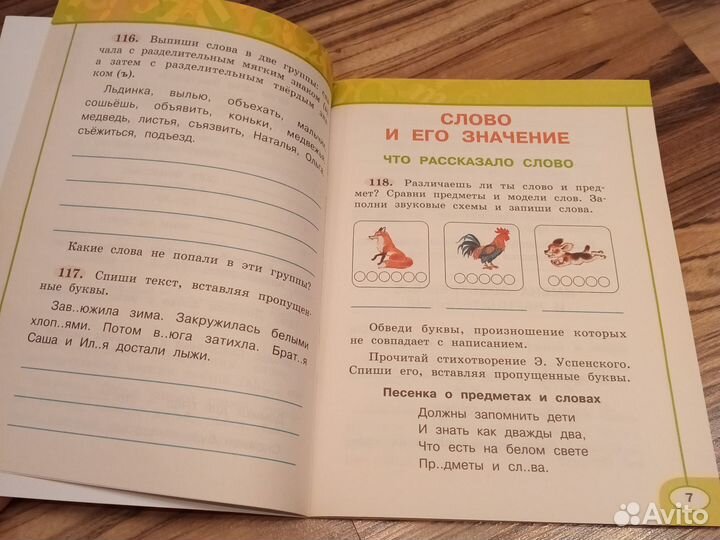 116. Выпиши слова в две группы:
чала с разделительным мягким знаком
а затем с разделительным твёрдым
ком (ъ).
Льдинка, вылью, объехать,
сошьёшь, объявить, коньки,
медведь, листья, съязвить, Наталья,
съёжиться, подъезд.
Какие слова не попали в эти группы?
117. Спиши текст, вставляя пропущен-
ные буквы.
Зав..южила зима. Закружилась белыми
хлоп..ями. Потом в..юга затихла. Брат..я
Саша и Ил..я достали лыжи.
СЛОВО
И ЕГО ЗНАЧЕНИЕ
ЧТО РАССКАЗАЛО СЛОВО
118. Различаешь ли ты слово и пред-
мет? Сравни предметы и модели слов. За-
полни звуковые схемы и запиши слова.
Обведи буквы, произношение которых
не совпадает с написанием.
Прочитай стихотворение Э. Успенского.
Спиши его, вставляя пропущенные буквы.
Песенка о предметах и словах
Должны запомнить дети
И знать как дважды два,
Что есть на белом свете
Пр..дметы и сл..ва.
7
Avito